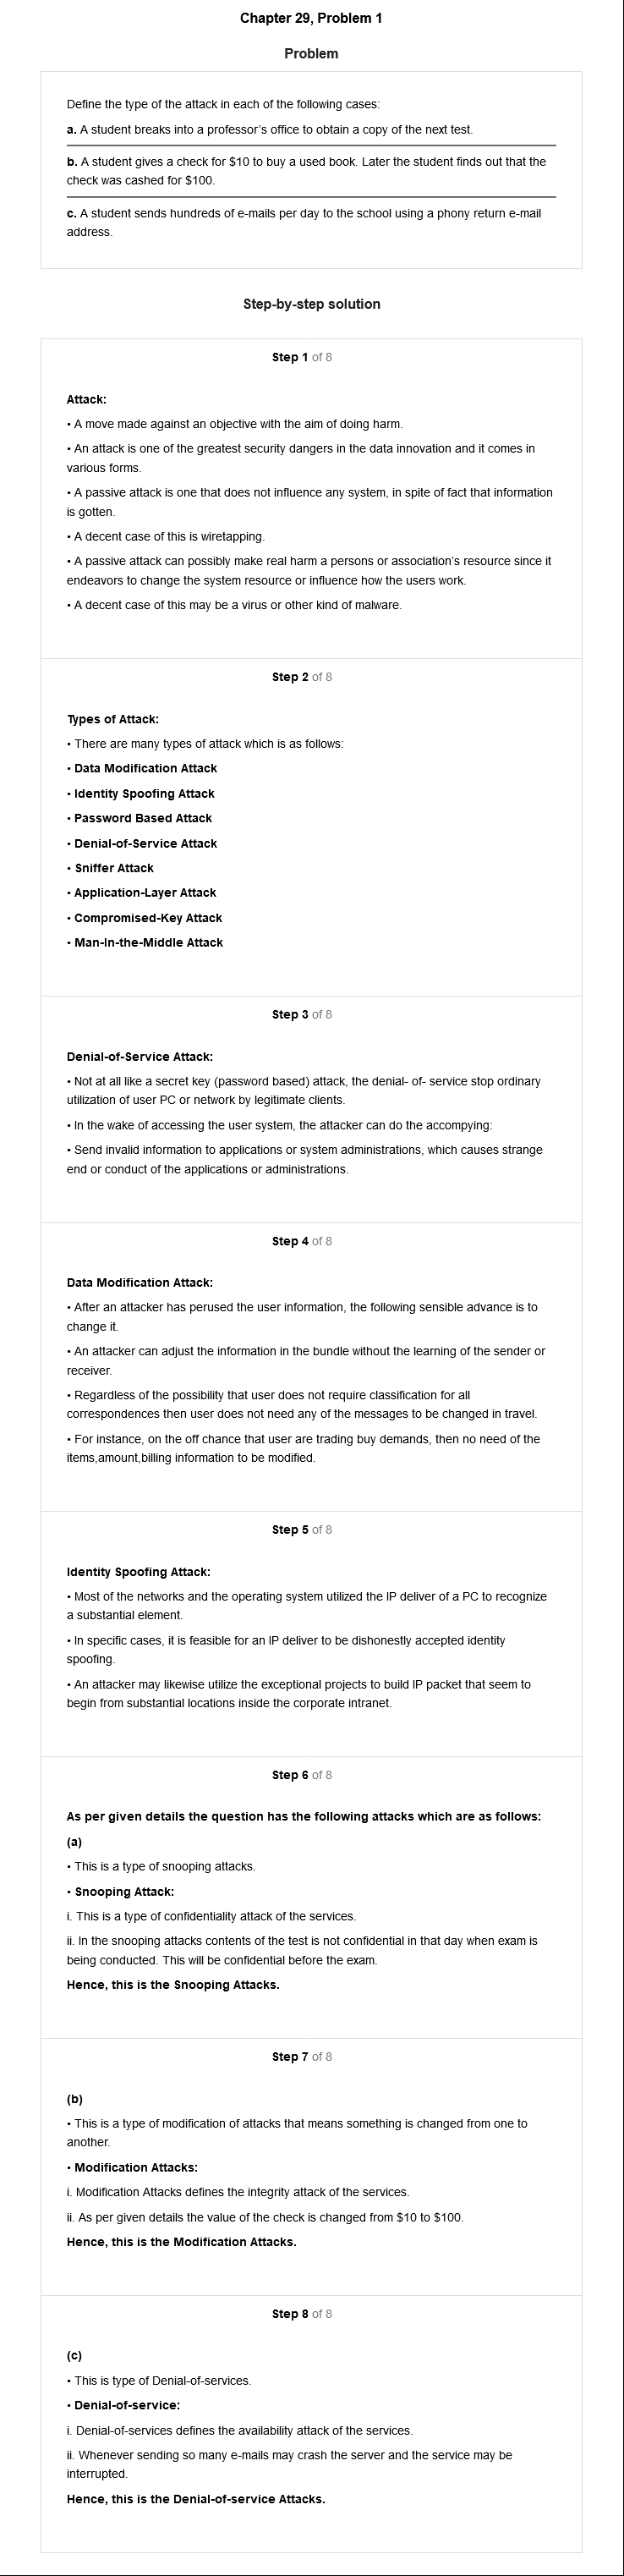 Chapter 29, Problem 1
Problem
Define the type of the attack in each of the following cases:
a. A student breaks into a professor's office to obtain a copy of the next test.
b. A student gives a check for $10 to buy a used book. Later the student finds out that the
check was cashed for $100.
c. A student sends hundreds of e-mails per day to the school using a phony return e-mail
address.
Step-by-step solution
Step 1 of 8
Attack:
• A move made against an objective with the aim of doing harm.
• An attack is one of the greatest security dangers in the data innovation and it comes in
various forms.
• A passive attack is one that does not influence any system, in spite of fact that information
is gotten.
• A decent case of this is wiretapping.
• A passive attack can possibly make real harm a persons or association's resource since it
endeavors to change the system resource or influence how the users work.
• A decent case of this may be a virus or other kind of malware.
Step 2 of 8
Types of Attack:
• There are many types of attack which is as follows:
• Data Modification Attack
• Identity Spoofing Attack
• Password Based Attack
• Denial-of-Service Attack
• Sniffer Attack
• Application-Layer Attack
• Compromised-Key Attack
• Man-In-the-Middle Attack
Step 3 of 8
Denial-of-Service Attack:
• Not at all like a secret key (password based) attack, the denial- of- service stop ordinary
utilization of user PC or network by legitimate clients.
• In the wake of accessing the user system, the attacker can do the accompying:
• Send invalid information to applications or system administrations, which causes strange
end or conduct of the applications or administrations.
Step 4 of 8
Data Modification Attack:
• After an attacker has perused the user information, the following sensible advance is to
change it.
• An attacker can adjust the information in the bundle without the learning of the sender or
receiver.
• Regardless of the possibility that user does not require classification for all
correspondences then user does not need any of the messages to be changed in travel.
• For instance, on the off chance that user are trading buy demands, then no need of the
items,amount,billing information to be modified.
Step 5 of 8
Identity Spoofing Attack:
• Most of the networks and the operating system utilized the IP deliver of a PC to recognize
a substantial element.
• In specific cases, it is feasible for an IP deliver to be dishonestly accepted identity
spoofing.
• An attacker may likewise utilize the exceptional projects to build IP packet that seem to
begin from substantial locations inside the corporate intranet.
Step 6 of 8
As per given details the question has the following attacks which are as follows:
(a)
• This is a type of snooping attacks.
• Snooping Attack:
i. This is a type of confidentiality attack of the services.
ii. In the snooping attacks contents of the test is not confidential in that day when exam is
being conducted. This will be confidential before the exam.
Hence, this is the Snooping Attacks.
Step 7 of 8
(b)
• This is a type of modification of attacks that means something is changed from one to
another.
• Modification Attacks:
i. Modification Attacks defines the integrity attack of the services.
ii. As per given details the value of the check is changed from $10 to $100.
Hence, this is the Modification Attacks.
Step 8 of 8
(c)
• This is type of Denial-of-services.
• Denial-of-service:
i. Denial-of-services defines the availability attack of the services.
ii. Whenever sending so many e-mails may crash the server and the service may be
interrupted.
Hence, this is the Denial-of-service Attacks.